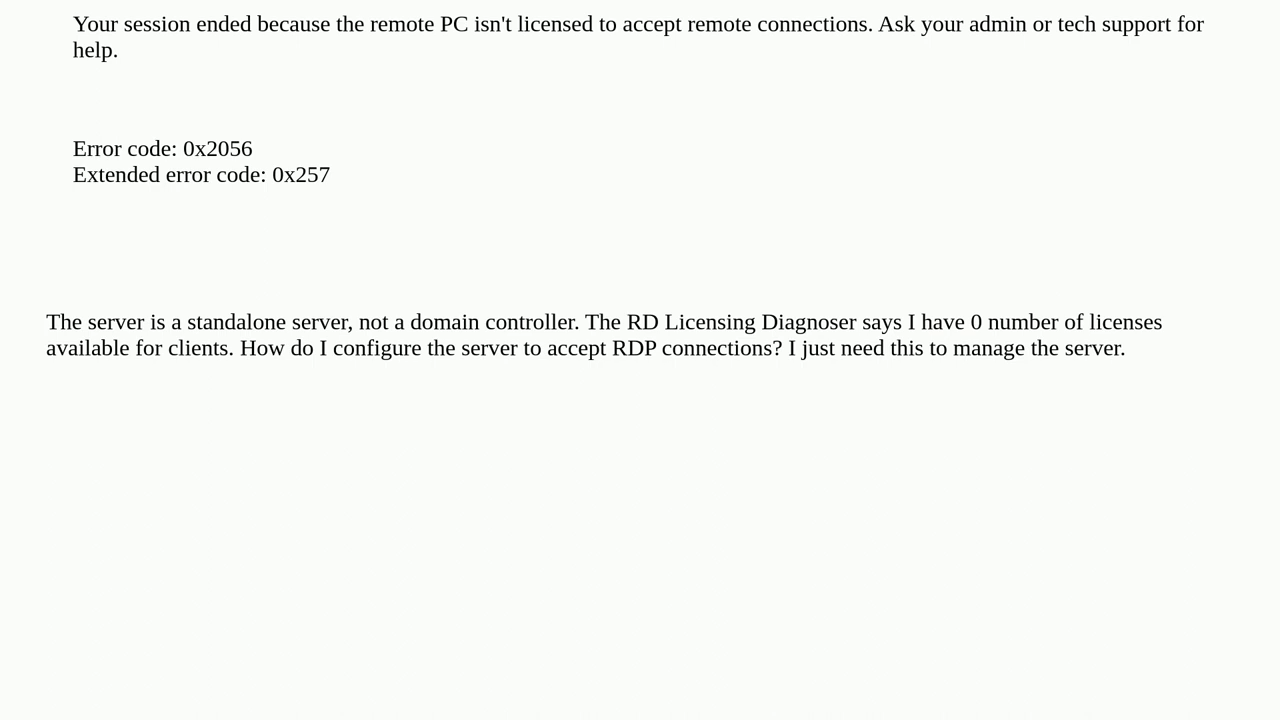 Your session ended because the remote PC isn't licensed to accept remote connections. Ask your admin or tech support for
help.
Error code: 0x2056
Extended error code: 0x257
The server is a standalone server, not a domain controller. The RD Licensing Diagnoser says I have 0 number of licenses
available for clients. How do I configure the server to accept RDP connections? I just need this to manage the server.